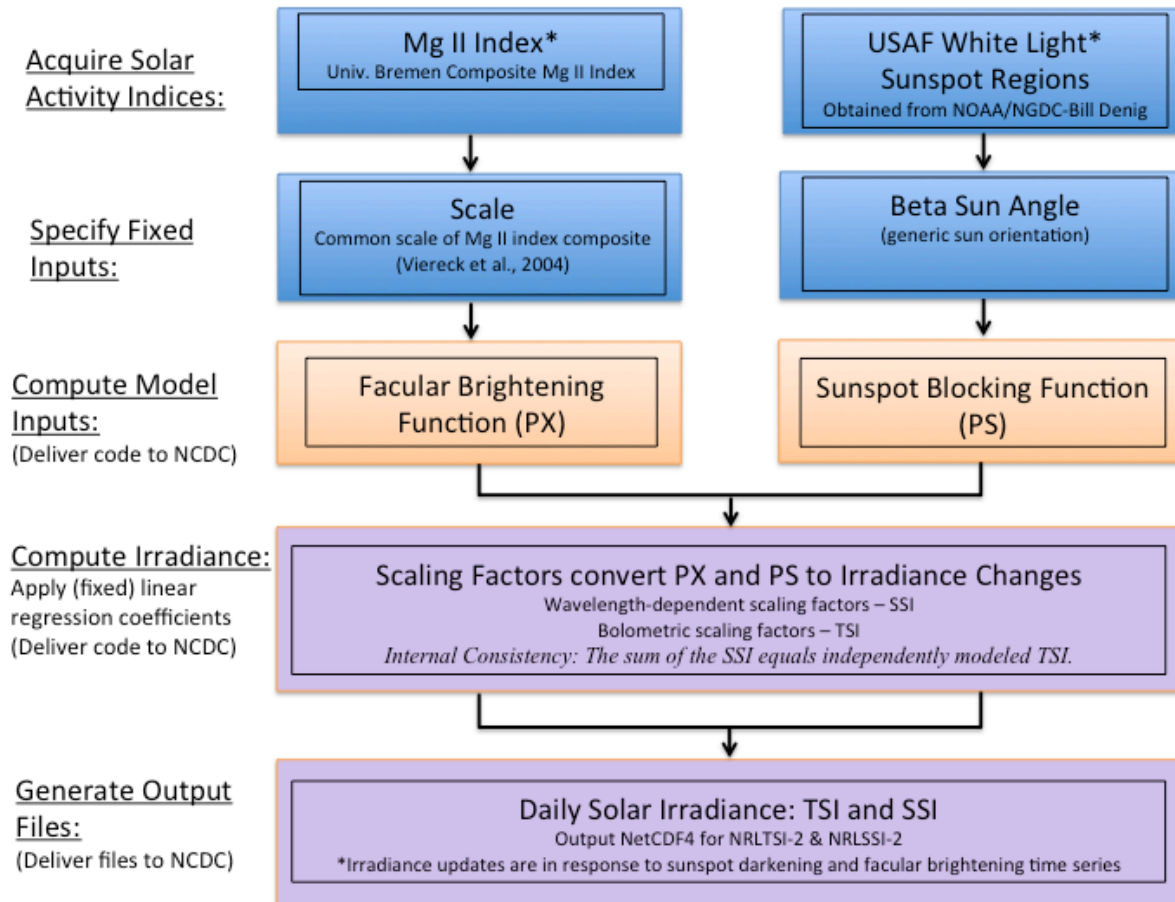 Acquire Solar
Activity Indices:
Mg II Index*
Univ. Bremen Composite Mg II Index
USAF White Light*
Sunspot Regions
Obtained from NOAA/NGDC-Bill Denig
Specify Fixed
Inputs:
Scale
Common scale of Mg II index composite
(Viereck et al., 2004)
Beta Sun Angle
(generic sun orientation)
Compute Model
Inputs:
(Deliver code to NCDC)
Facular Brightening
Function (PX)
Sunspot Blocking Function
(PS)
Compute Irradiance:
Apply (fixed) linear
regression coefficients
(Deliver code to NCDC)
Scaling Factors convert PX and PS to Irradiance Changes
Wavelength-dependent scaling factors – SSI
Bolometric scaling factors – TSI
Internal Consistency: The sum of the SSI equals independently modeled TSI.
Generate Output
Files:
(Deliver files to NCDC)
Daily Solar Irradiance: TSI and SSI
Output NetCDF4 for NRLTSI-2 & NRLSSI-2
*Irradiance updates are in response to sunspot darkening and facular brightening time series